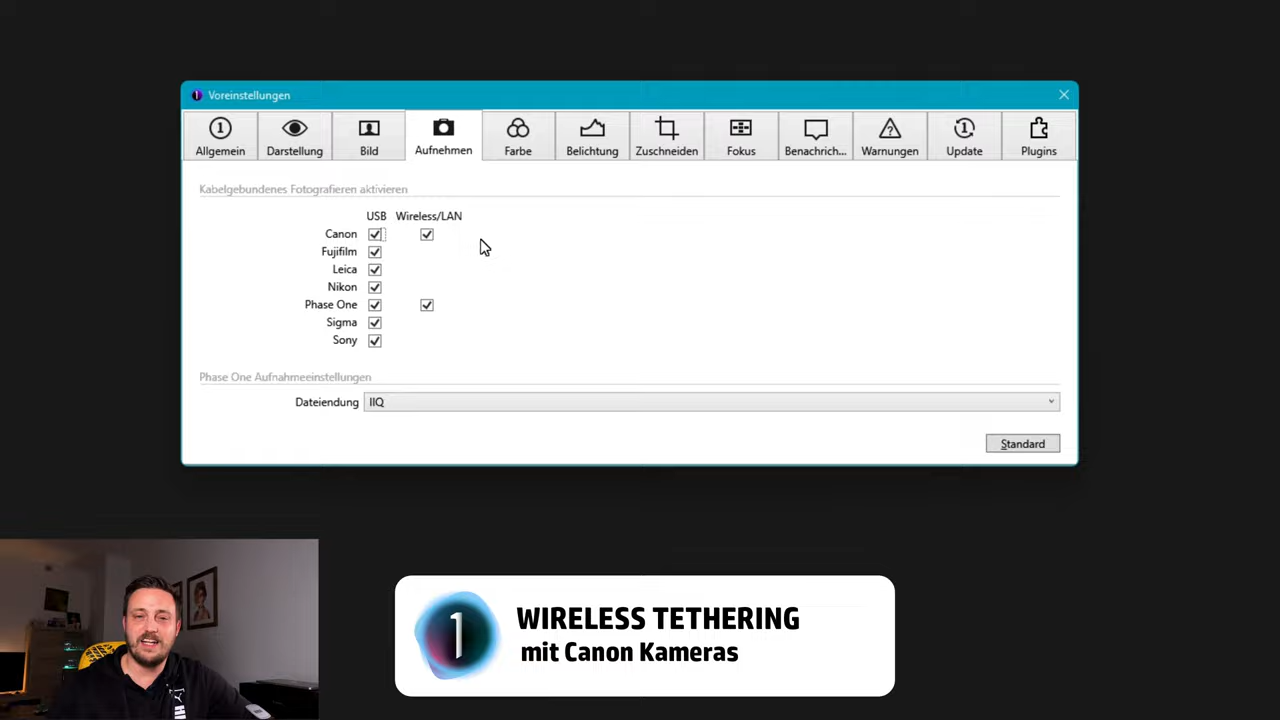 Voreinstellungen
Allgemein Darstellung Bild Aufnehmen Farbe Belichtung Zuschneiden Fokus Benachrich... Warnungen Update Plugins
Kabelgebundenes Fotografieren aktivieren
USB Wireless/LAN
Canon
Fujifilm
Leica
Nikon
Phase One
Sigma
Sony
Phase One Aufnahmeeinstellungen
Dateiendung IIQ
Standard
1 WIRELESS TETHERING
mit Canon Kameras